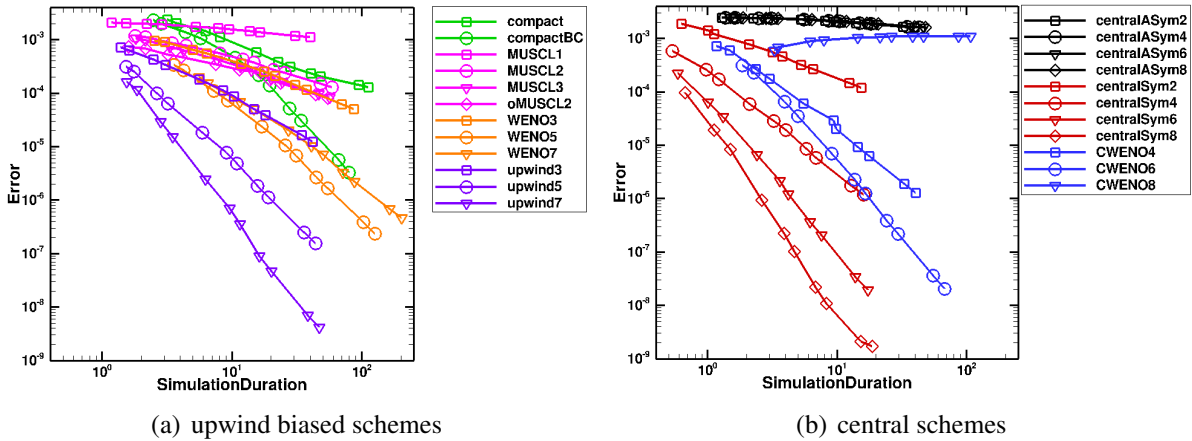 10⁻³
10⁻⁴
10⁻⁵
10⁻⁶
10⁻⁷
10⁻⁸
10⁻⁹
Error
10⁰ 10¹ 10²
SimulationDuration
compact
compactBC
MUSCL1
MUSCL2
MUSCL3
oMUSCL2
WENO3
WENO5
WENO7
upwind3
upwind5
upwind7
(a) upwind biased schemes
10⁻³
10⁻⁴
10⁻⁵
10⁻⁶
10⁻⁷
10⁻⁸
10⁻⁹
Error
10⁰ 10¹ 10²
SimulationDuration
centralASym2
centralASym4
centralASym6
centralASym8
centralSym2
centralSym4
centralSym6
centralSym8
CWENO4
CWENO6
CWENO8
(b) central schemes